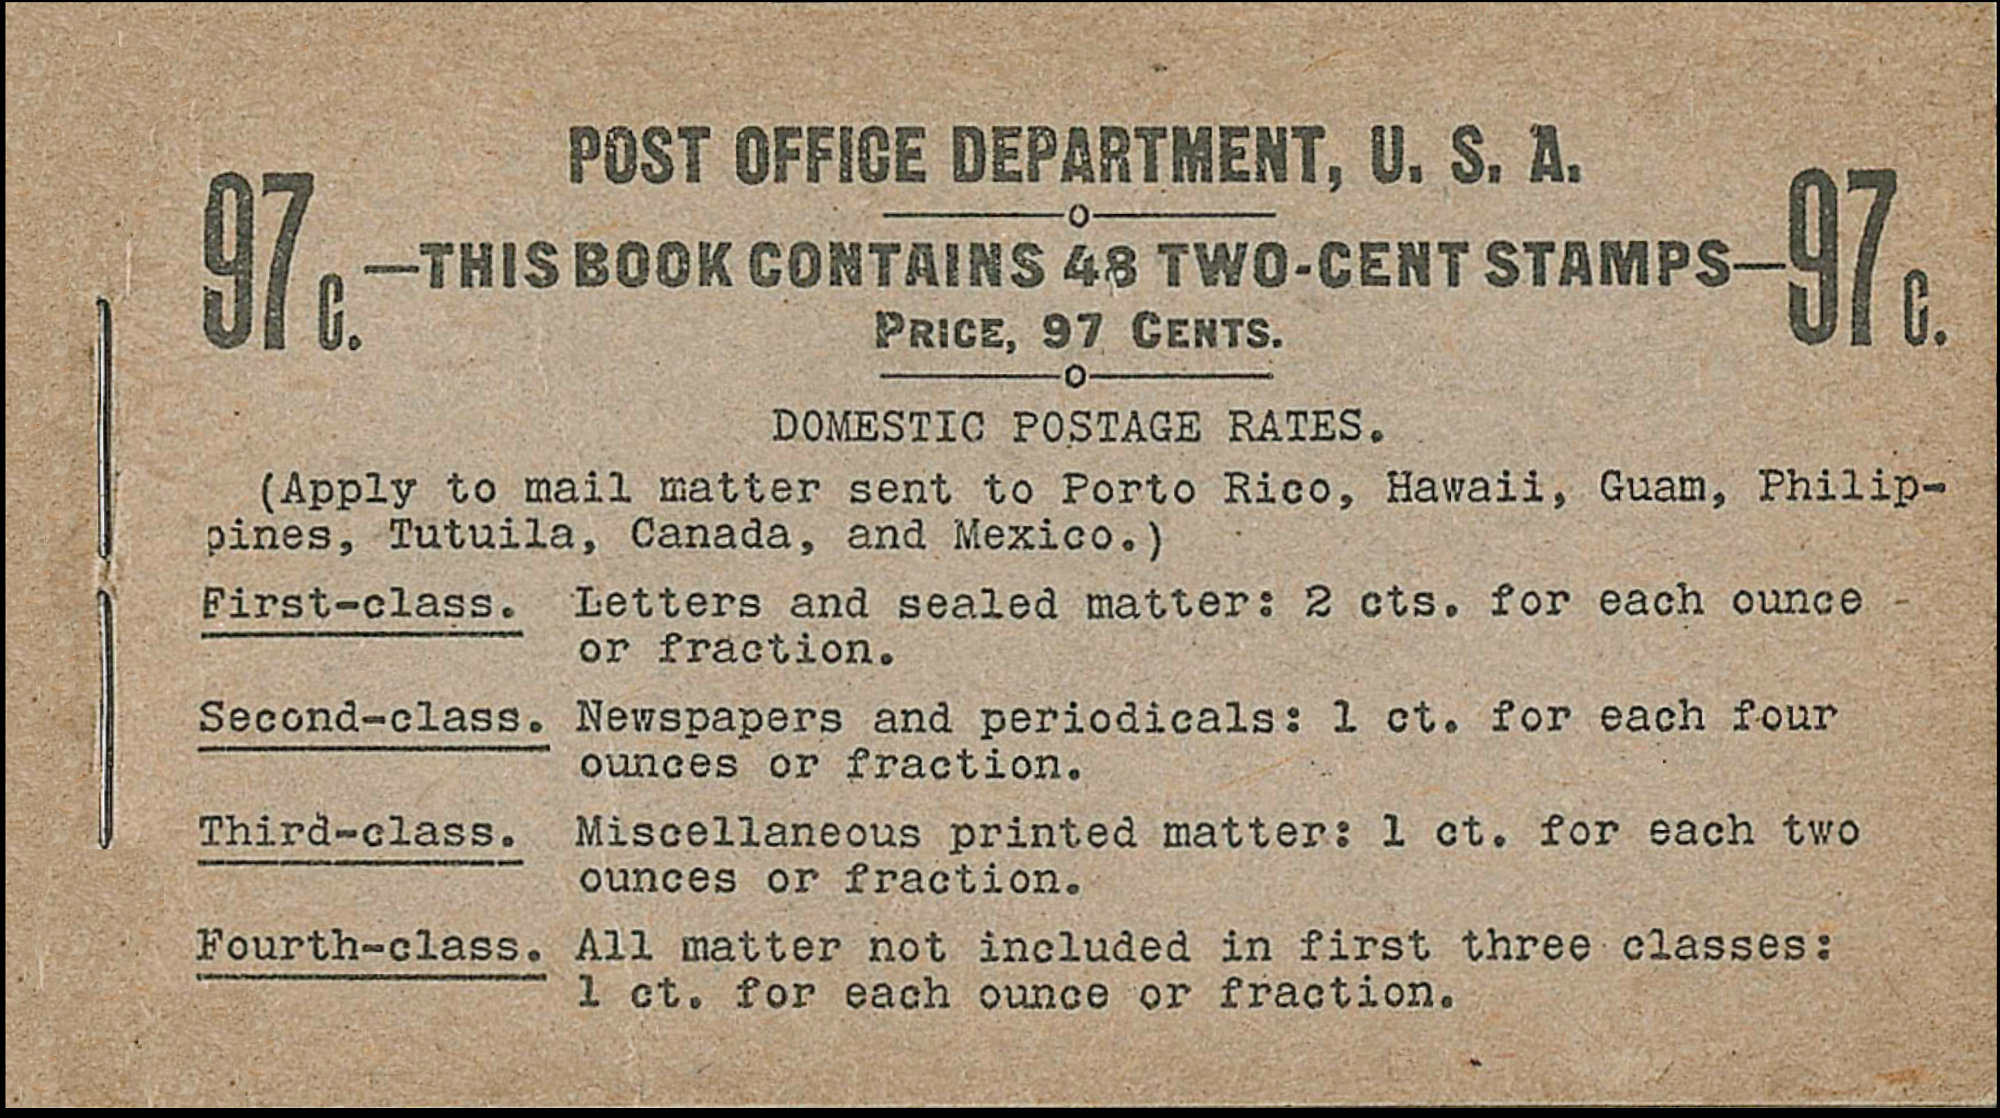 POST OFFICE DEPARTMENT, U. S. A.
97c. —THIS BOOK CONTAINS 48 TWO-CENT STAMPS— 97c.
PRICE, 97 CENTS.
DOMESTIC POSTAGE RATES.
(Apply to mail matter sent to Porto Rico, Hawaii, Guam, Philip-
pines, Tutuila, Canada, and Mexico.)
First-class. Letters and sealed matter: 2 cts. for each ounce
or fraction.
Second-class. Newspapers and periodicals: 1 ct. for each four
ounces or fraction.
Third-class. Miscellaneous printed matter: 1 ct. for each two
ounces or fraction.
Fourth-class. All matter not included in first three classes:
1 ct. for each ounce or fraction.